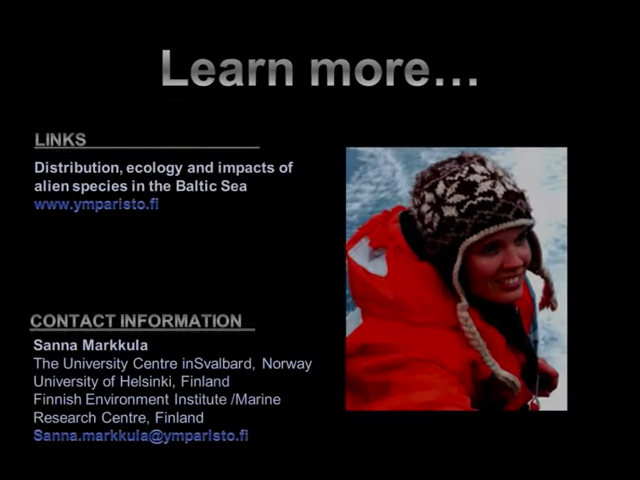 Learn more…
LINKS
Distribution, ecology and impacts of
alien species in the Baltic Sea
www.ymparisto.fi
CONTACT INFORMATION
Sanna Markkula
The University Centre inSvalbard, Norway
University of Helsinki, Finland
Finnish Environment Institute /Marine
Research Centre, Finland
Sanna.markkula@ymparisto.fi